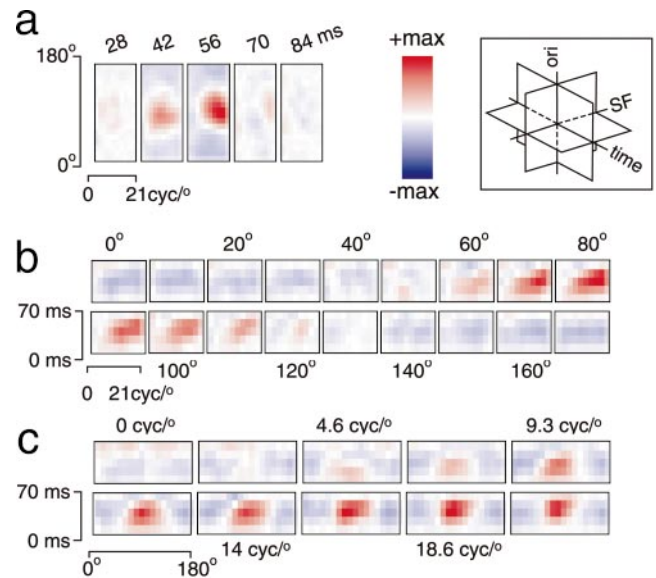 a
28 42 56 70 84 ms
180°
0°
0 21cyc/°
+max
-max
ori
SF
time
b
0° 20° 40° 60° 80°
70 ms
0 ms
100° 120° 140° 160°
0 21cyc/°
c
0 cyc/° 4.6 cyc/° 9.3 cyc/°
70 ms
0 ms
14 cyc/° 18.6 cyc/°
0° 180°